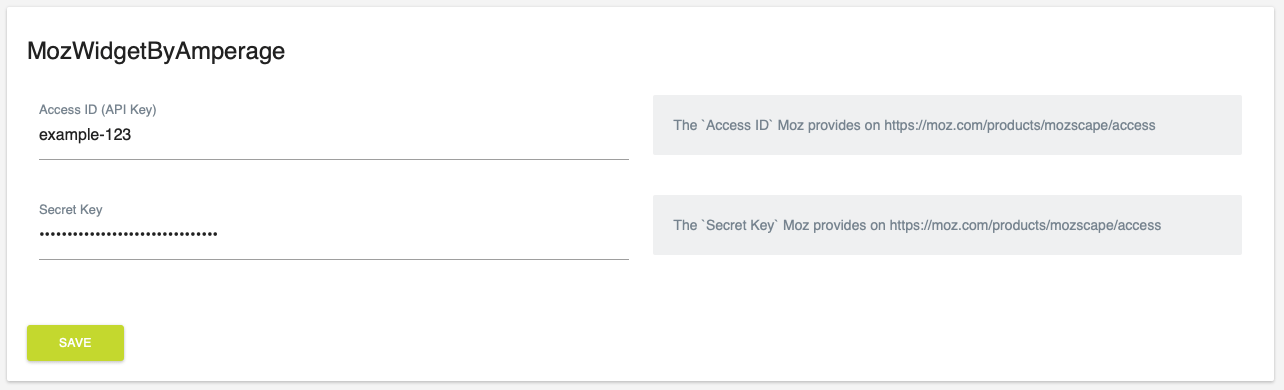 MozWidgetByAmperage
Access ID (API Key)
example-123
The `Access ID` Moz provides on https://moz.com/products/mozscape/access
Secret Key
••••••••••••••••••••••••••••••••
The `Secret Key` Moz provides on https://moz.com/products/mozscape/access
SAVE